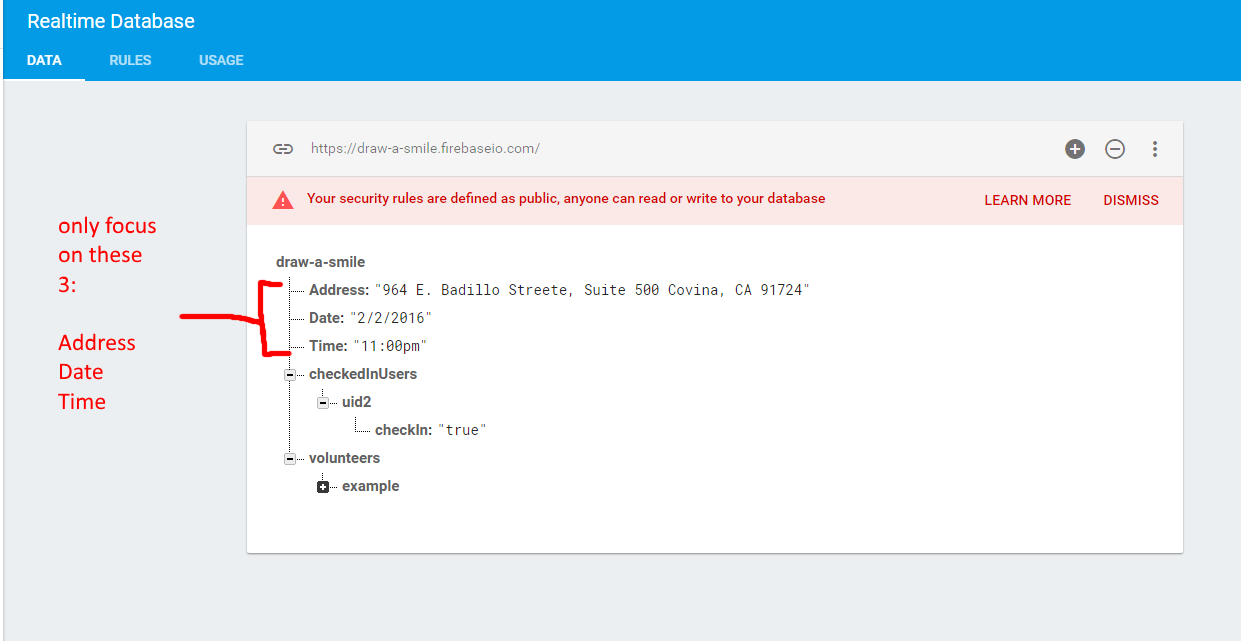 Realtime Database
DATA RULES USAGE
https://draw-a-smile.firebaseio.com/
Your security rules are defined as public, anyone can read or write to your database LEARN MORE DISMISS
only focus
on these
3:
Address
Date
Time
draw-a-smile
Address: "964 E. Badillo Streete, Suite 500 Covina, CA 91724"
Date: "2/2/2016"
Time: "11:00pm"
checkedInUsers
uid2
checkIn: "true"
volunteers
example